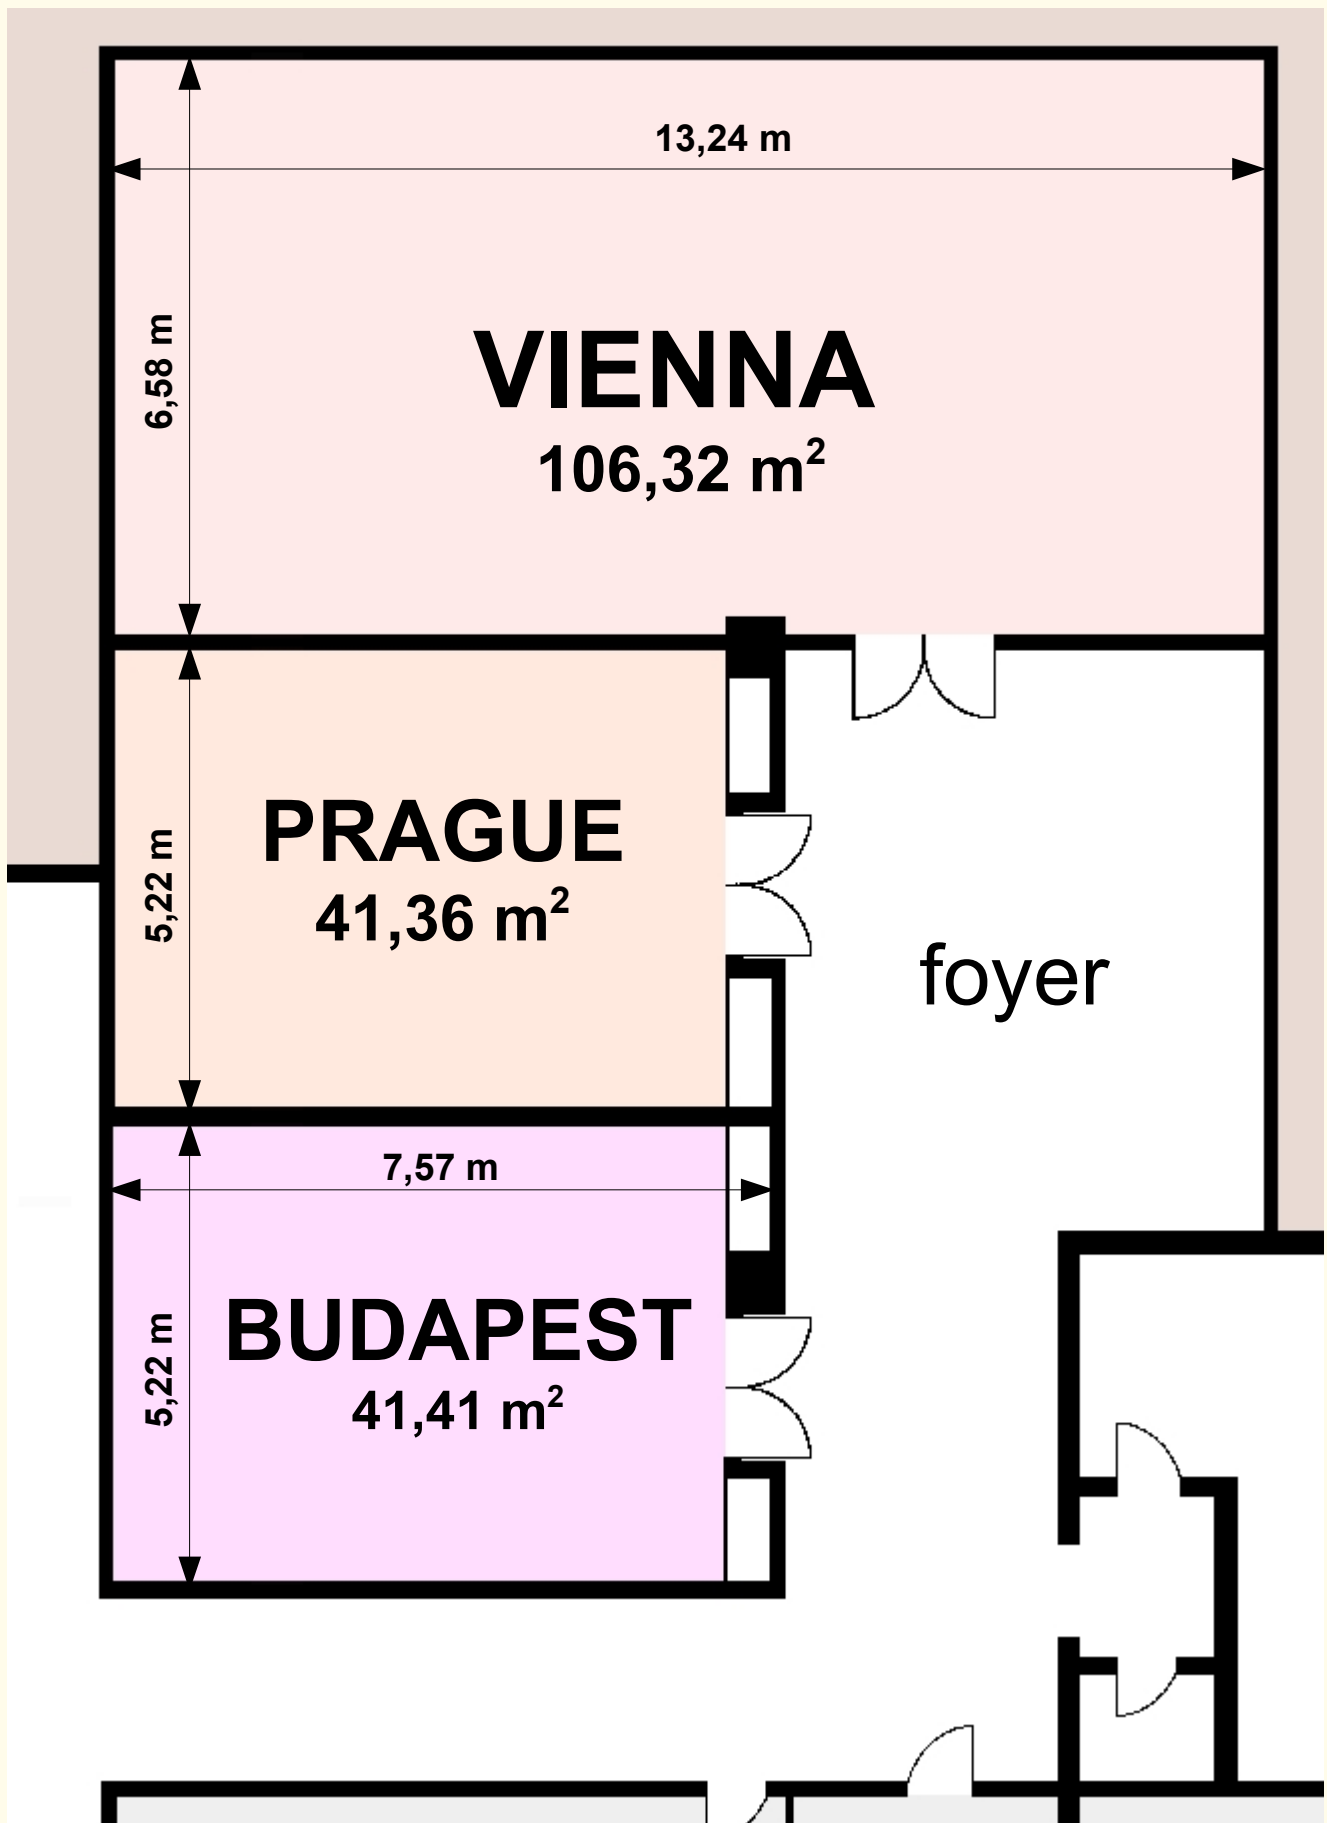 13,24 m
6,58 m
VIENNA
106,32 m²
PRAGUE
41,36 m²
5,22 m
foyer
7,57 m
BUDAPEST
41,41 m²
5,22 m